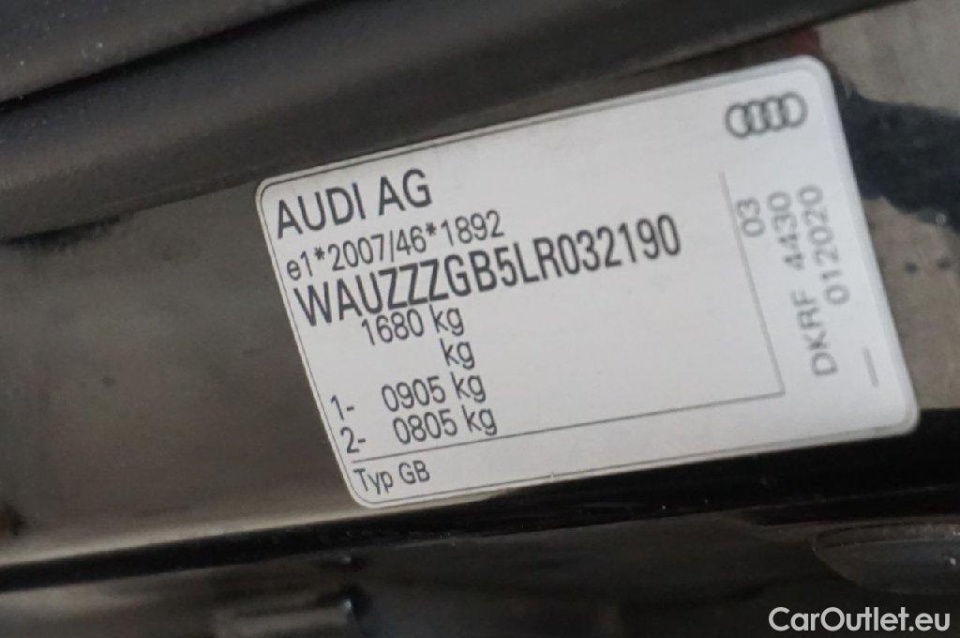 AUDI AG
e1*2007/46*1892
WAUZZZGB5LR032190
1680 kg
kg
1- 0905 kg
2- 0805 kg
Typ GB
03
DKRF 4430
012020
CarOutlet.eu